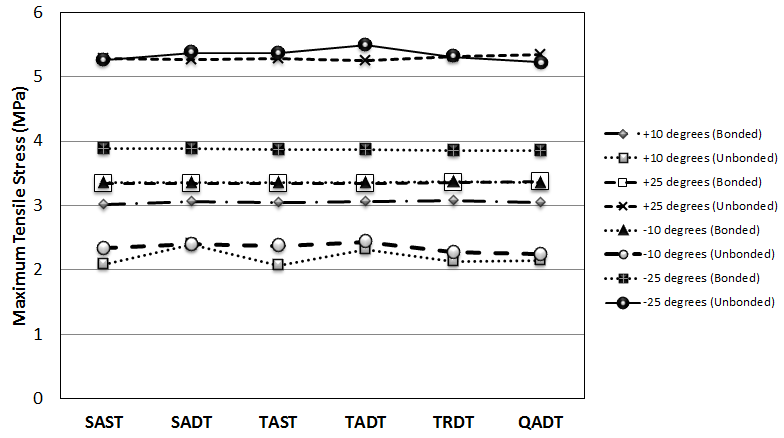 Maximum Tensile Stress (MPa)
6
5
4
3
2
1
0
SAST SADT TAST TADT TRDT QADT
+10 degrees (Bonded)
+10 degrees (Unbonded)
+25 degrees (Bonded)
+25 degrees (Unbonded)
-10 degrees (Bonded)
-10 degrees (Unbonded)
-25 degrees (Bonded)
-25 degrees (Unbonded)